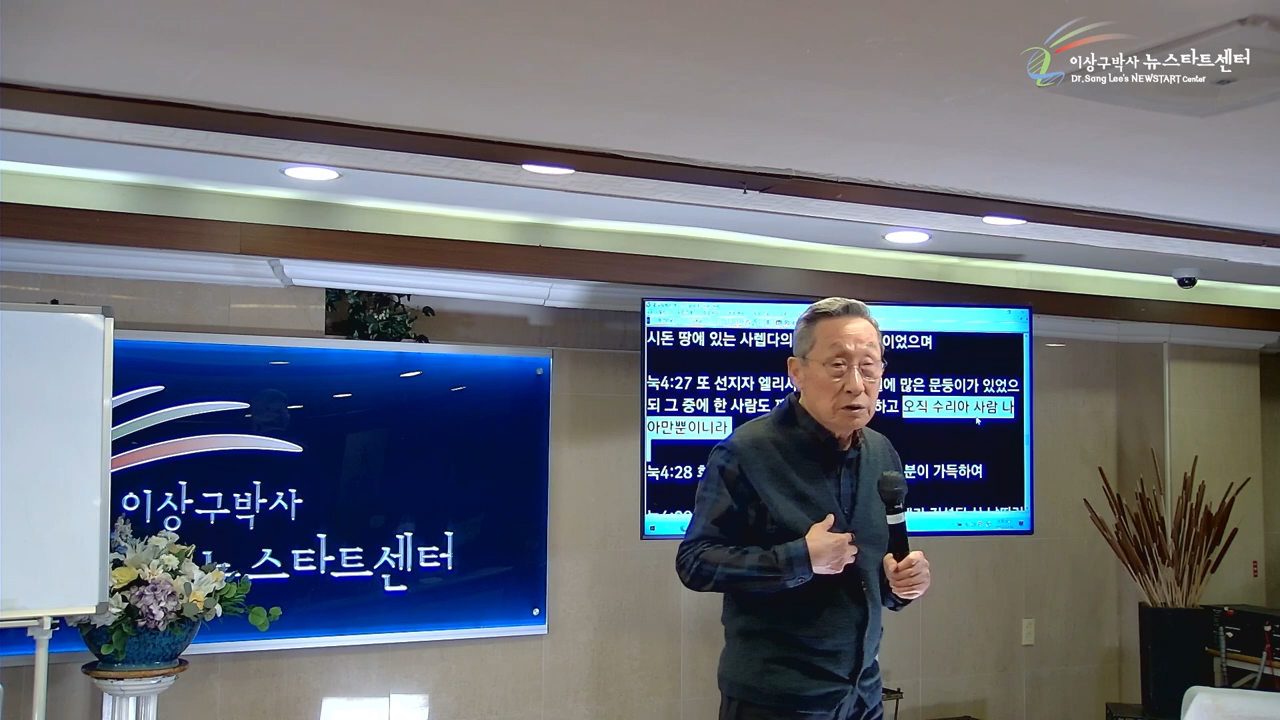 이상구박사 뉴스타트센터
Dr. Sang Lee's NEWSTART Center
시돈 땅에 있는 사렙다의 이었으며
눅4:27 또 선지자 엘리사 에 많은 문둥이가 있었으
되 그 중에 한 사람도 하고 오직 수리아 사람 나
아만뿐이니라
눅4:28 분이 가득하여
이상구박사
뉴스타트센터